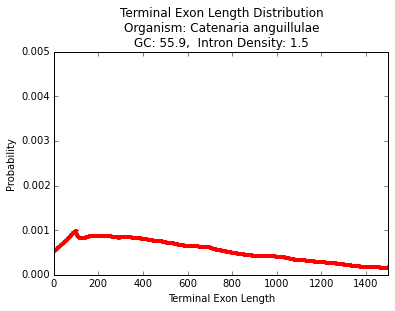 Terminal Exon Length Distribution
Organism: Catenaria anguillulae
GC: 55.9,  Intron Density: 1.5
0.005
0.004
0.003
0.002
0.001
0.000
Probability
0 200 400 600 800 1000 1200 1400
Terminal Exon Length